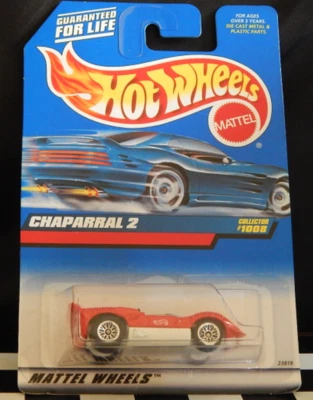 GUARANTEED
FOR LIFE
FOR AGES
OVER 3 YEARS.
DIE CAST METAL &
PLASTIC PARTS
HOT WHEELS
MATTEL
CHAPARRAL 2
COLLECTOR
#1008
MATTEL WHEELS™